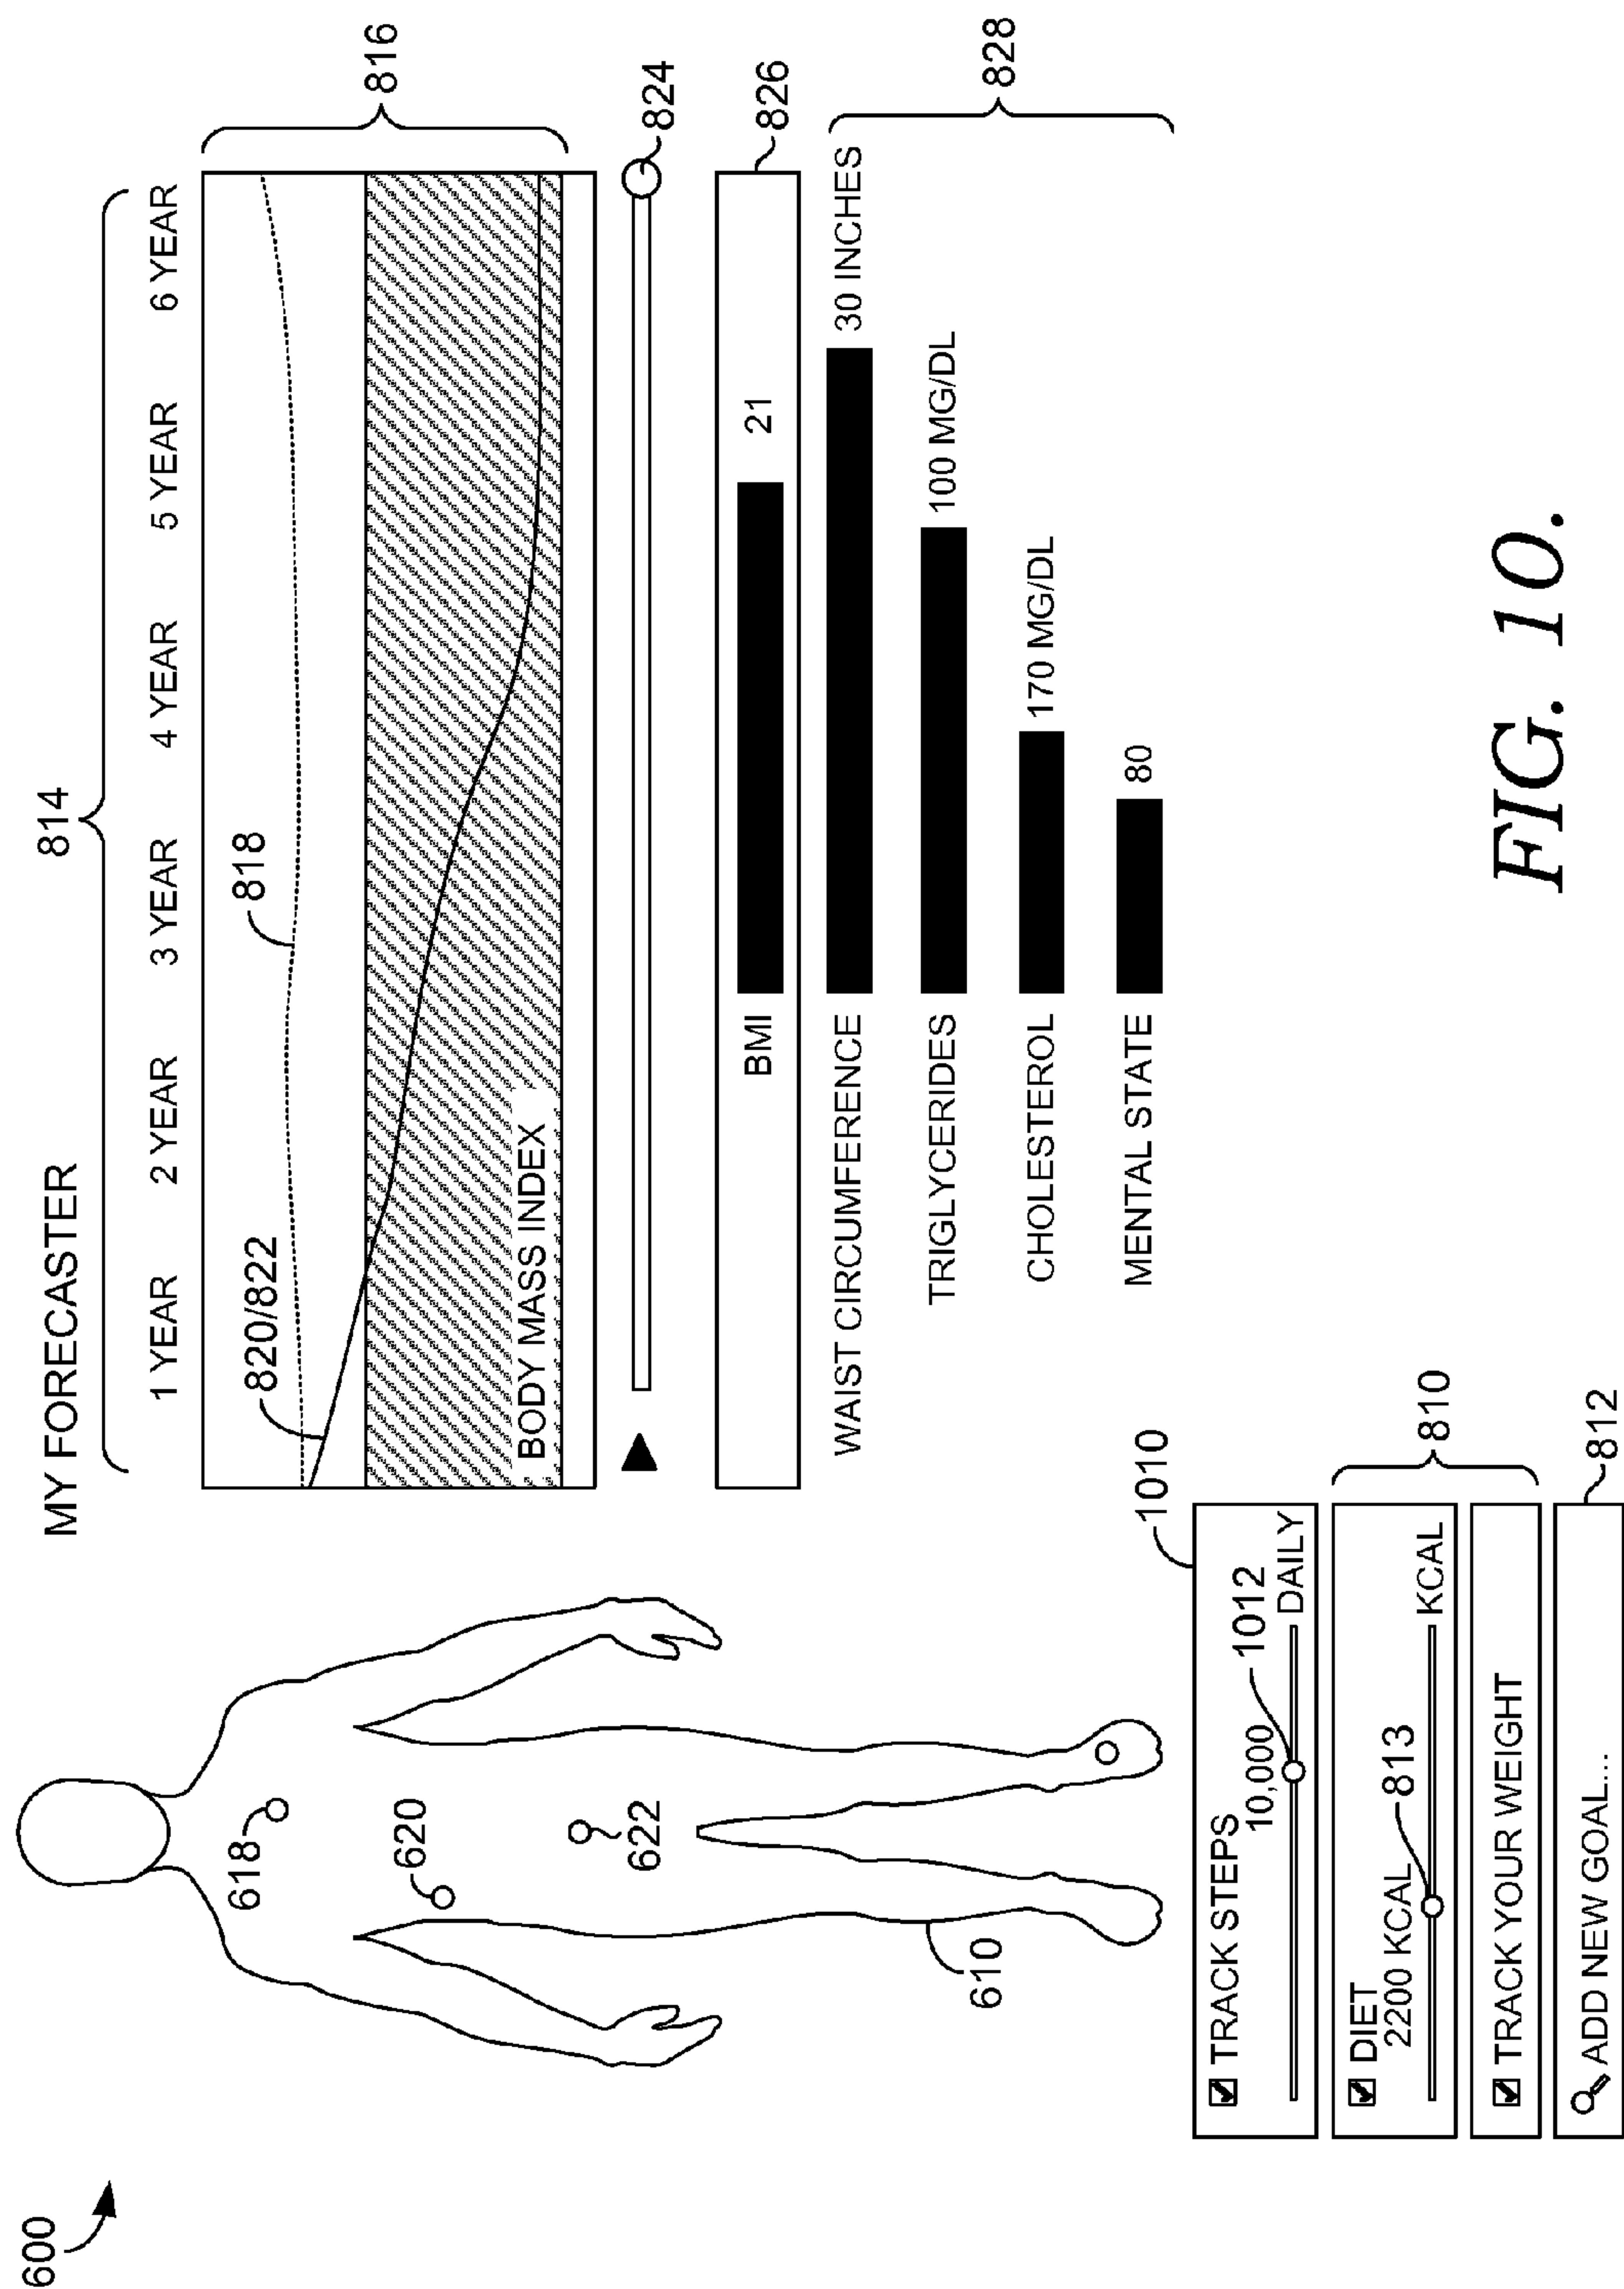 600
MY FORECASTER
814
1 YEAR 2 YEAR 3 YEAR 4 YEAR 5 YEAR 6 YEAR
820/822
818
816
BODY MASS INDEX
824
826
BMI 21
WAIST CIRCUMFERENCE 30 INCHES
TRIGLYCERIDES 100 MG/DL
CHOLESTEROL 170 MG/DL
MENTAL STATE 80
828
618
620
622
610
1010
TRACK STEPS
10,000
1012
DAILY
DIET
2200 KCAL
813
KCAL
810
TRACK YOUR WEIGHT
ADD NEW GOAL...
812
FIG. 10.